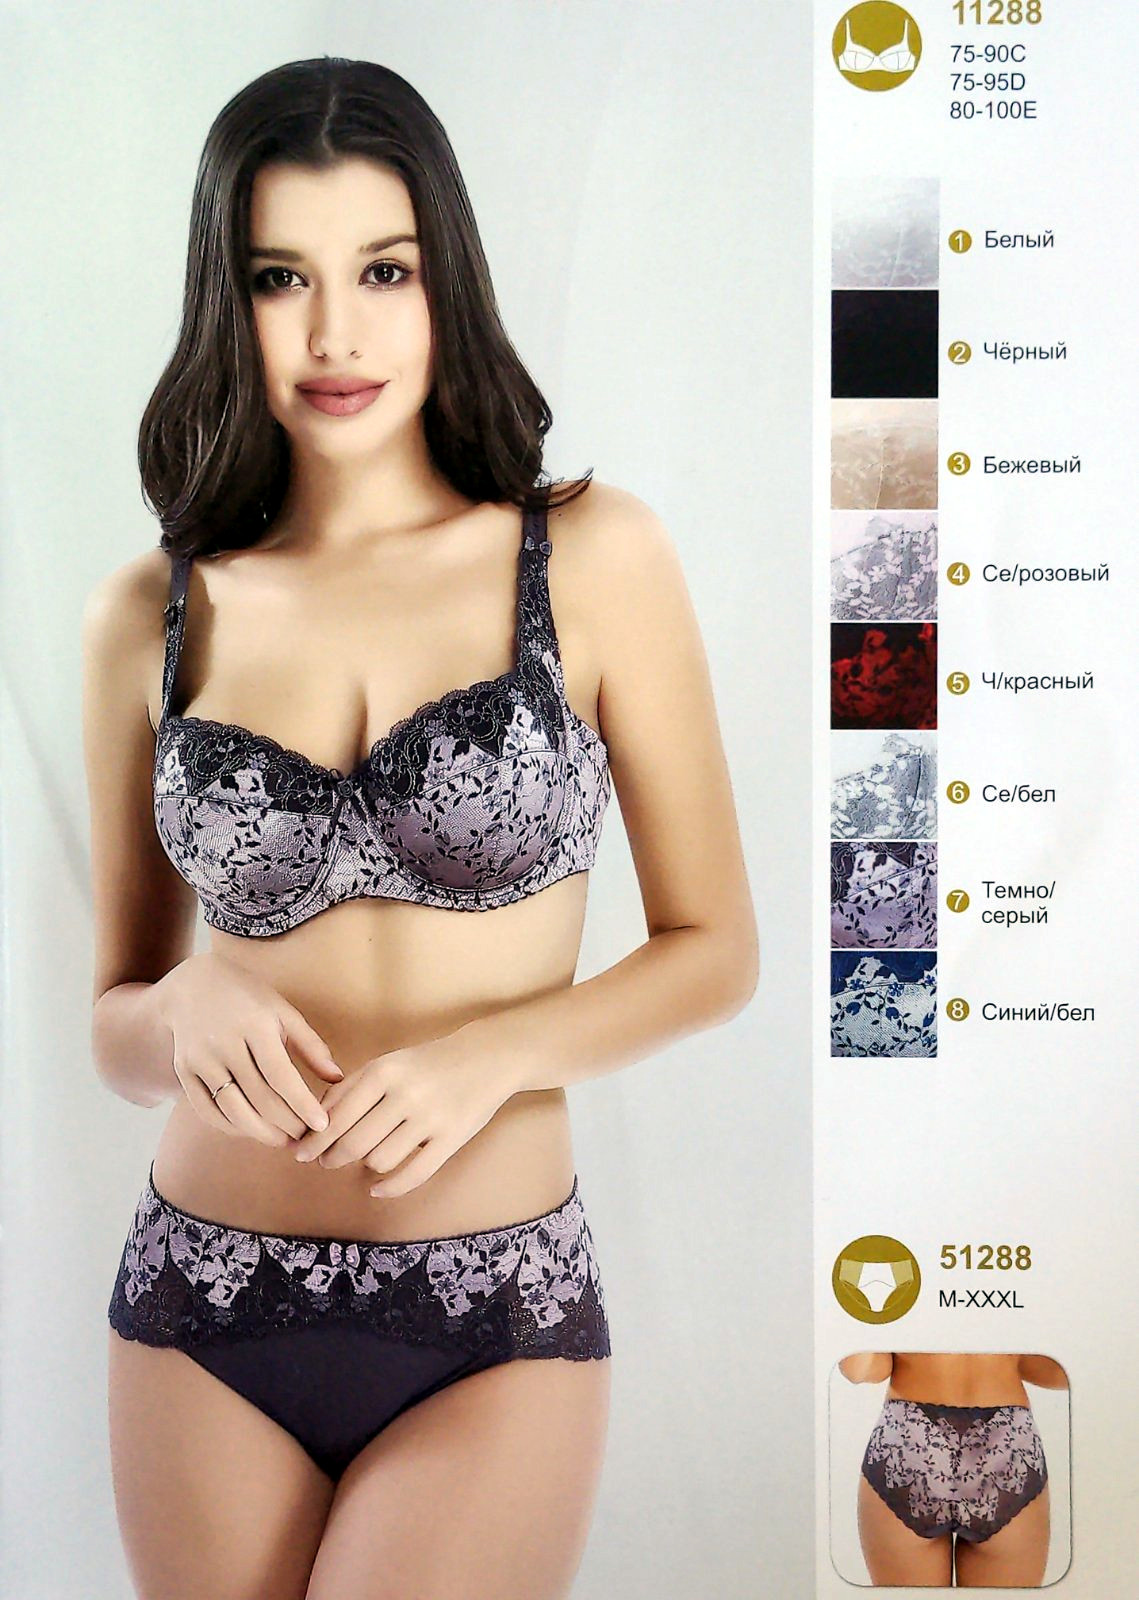 11288
75-90C
75-95D
80-100E
1 Белый
2 Чёрный
3 Бежевый
4 Се/розовый
5 Ч/красный
6 Се/бел
7 Темно/
серый
8 Синий/бел
51288
M-XXXL